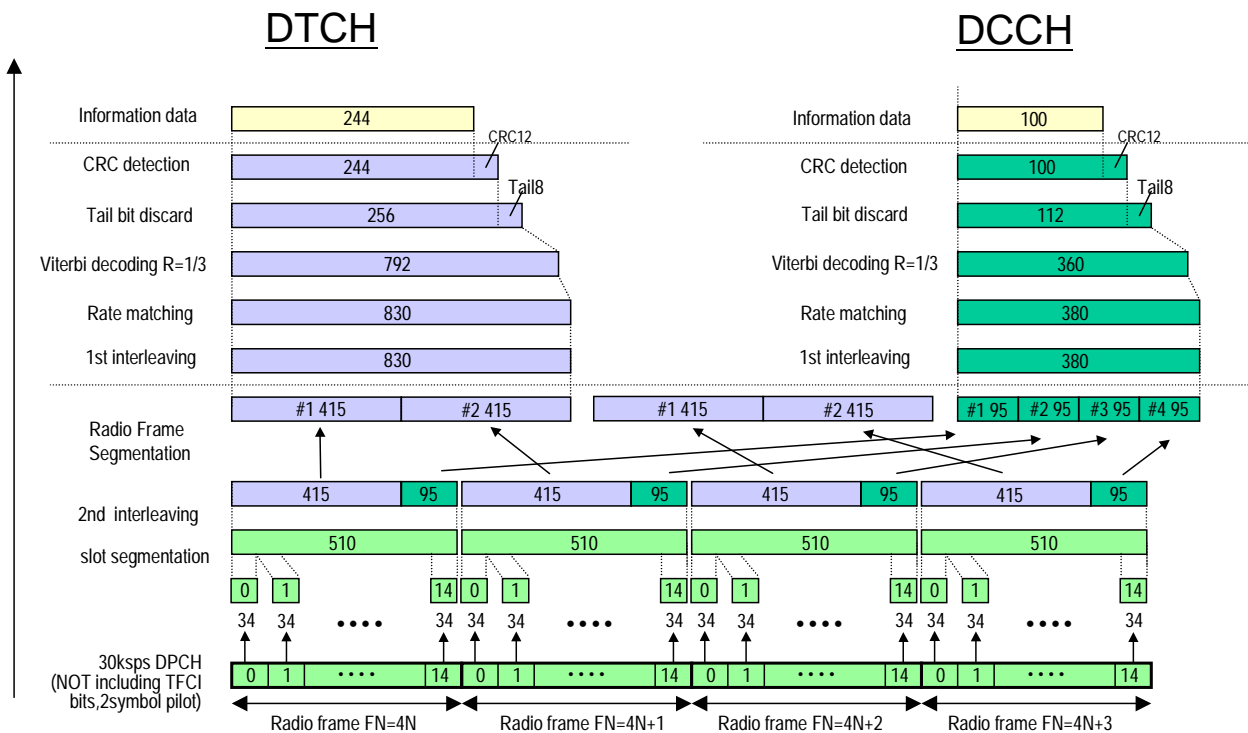 DTCH DCCH
Information data 244 Information data 100
CRC12 CRC12
CRC detection 244 CRC detection 100
Tail8 Tail8
Tail bit discard 256 Tail bit discard 112
Viterbi decoding R=1/3 792 Viterbi decoding R=1/3 360
Rate matching 830 Rate matching 380
1st interleaving 830 1st interleaving 380
#1 415 #2 415 #1 415 #2 415 #1 95 #2 95 #3 95 #4 95
Radio Frame
Segmentation
415 95 415 95 415 95 415 95
2nd interleaving
510 510 510 510
slot segmentation
0 1 14 0 1 14 0 1 14 0 1 14
34 34 •••• 34 34 34 •••• 34 34 34 •••• 34 34 34 •••• 34
30ksps DPCH
(NOT including TFCI
bits,2symbol pilot)
0 1 •••• 14 0 1 •••• 14 0 1 •••• 14 0 1 •••• 14
Radio frame FN=4N Radio frame FN=4N+1 Radio frame FN=4N+2 Radio frame FN=4N+3